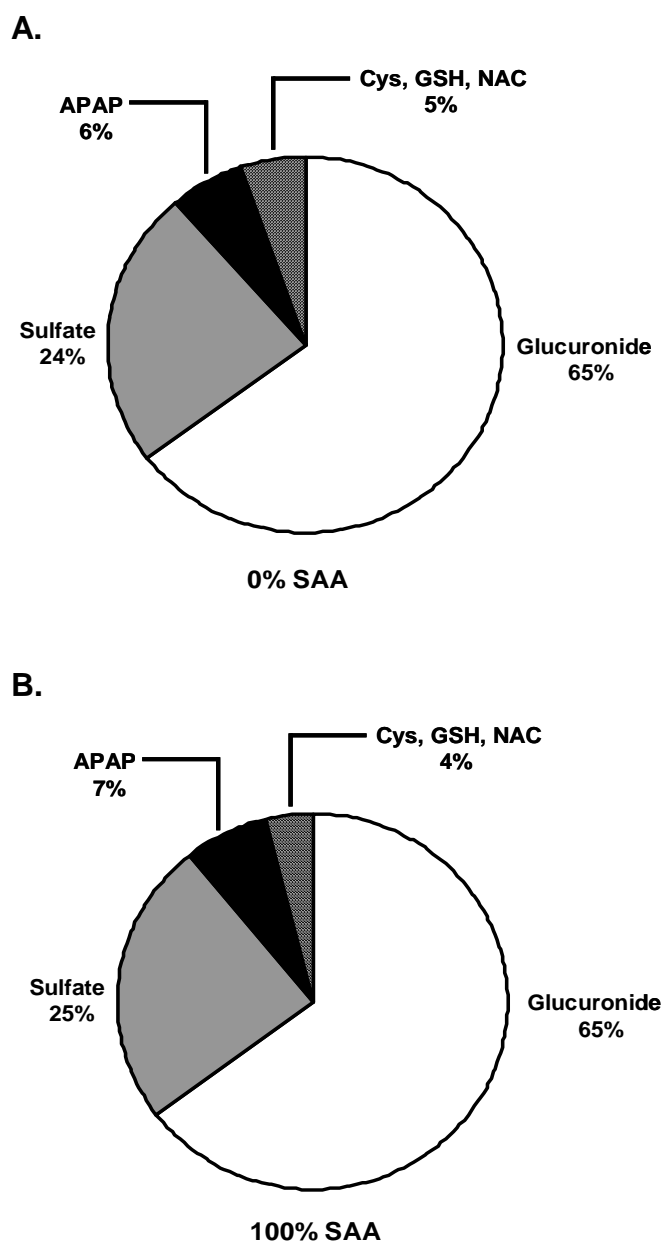 A.
Cys, GSH, NAC
5%
APAP
6%
Sulfate
24%
Glucuronide
65%
0% SAA
B.
Cys, GSH, NAC
4%
APAP
7%
Sulfate
25%
Glucuronide
65%
100% SAA